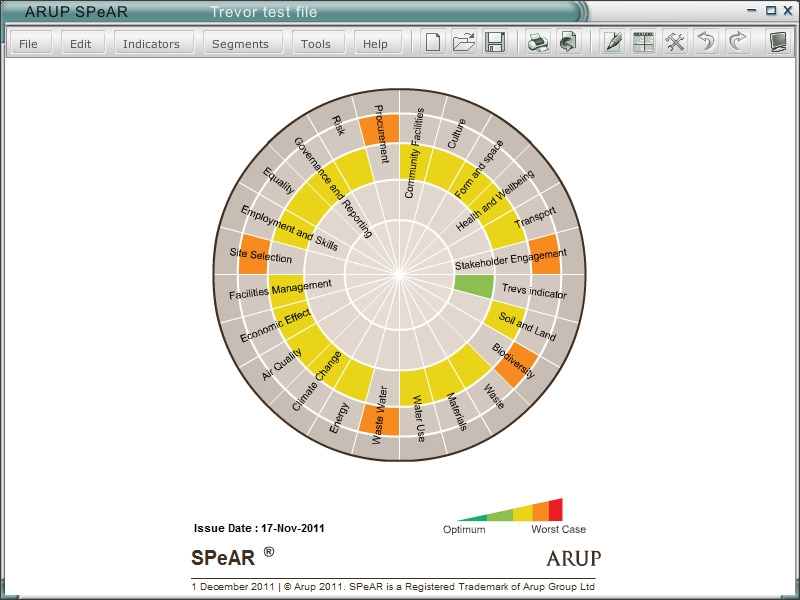 ARUP SPeAR Trevor test file
File Edit Indicators Segments Tools Help
Procurement
Community Facilities
Culture
Form and space
Health and Wellbeing
Transport
Stakeholder Engagement
Trevs indicator
Soil and Land
Biodiversity
Waste
Materials
Water Use
Waste Water
Energy
Climate Change
Air Quality
Economic Effect
Facilities Management
Site Selection
Employment and Skills
Equality
Governance and Reporting
Risk
Optimum Worst Case
Issue Date : 17-Nov-2011
SPeAR ® ARUP
1 December 2011 | © Arup 2011. SPeAR is a Registered Trademark of Arup Group Ltd